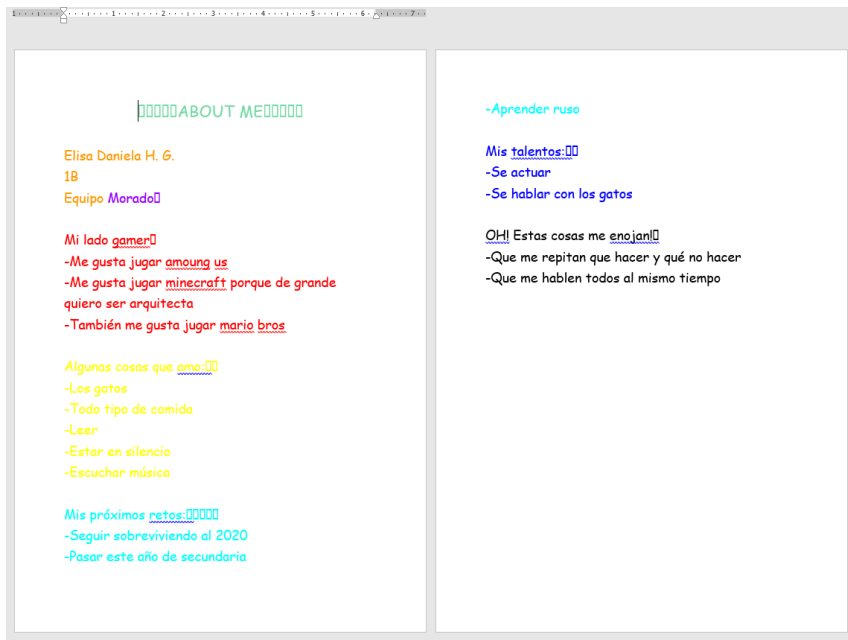 ABOUT ME
Elisa Daniela H. G.
1B
Equipo Morado
Mi lado gamer
-Me gusta jugar amoung us
-Me gusta jugar minecraft porque de grande
quiero ser arquitecta
-También me gusta jugar mario bros
Algunas cosas que amo:
-Los gatos
-Todo tipo de comida
-Leer
-Estar en silencio
-Escuchar música
Mis próximos retos:
-Seguir sobreviviendo al 2020
-Pasar este año de secundaria
-Aprender ruso
Mis talentos:
-Se actuar
-Se hablar con los gatos
OH! Estas cosas me enojan!
-Que me repitan que hacer y qué no hacer
-Que me hablen todos al mismo tiempo